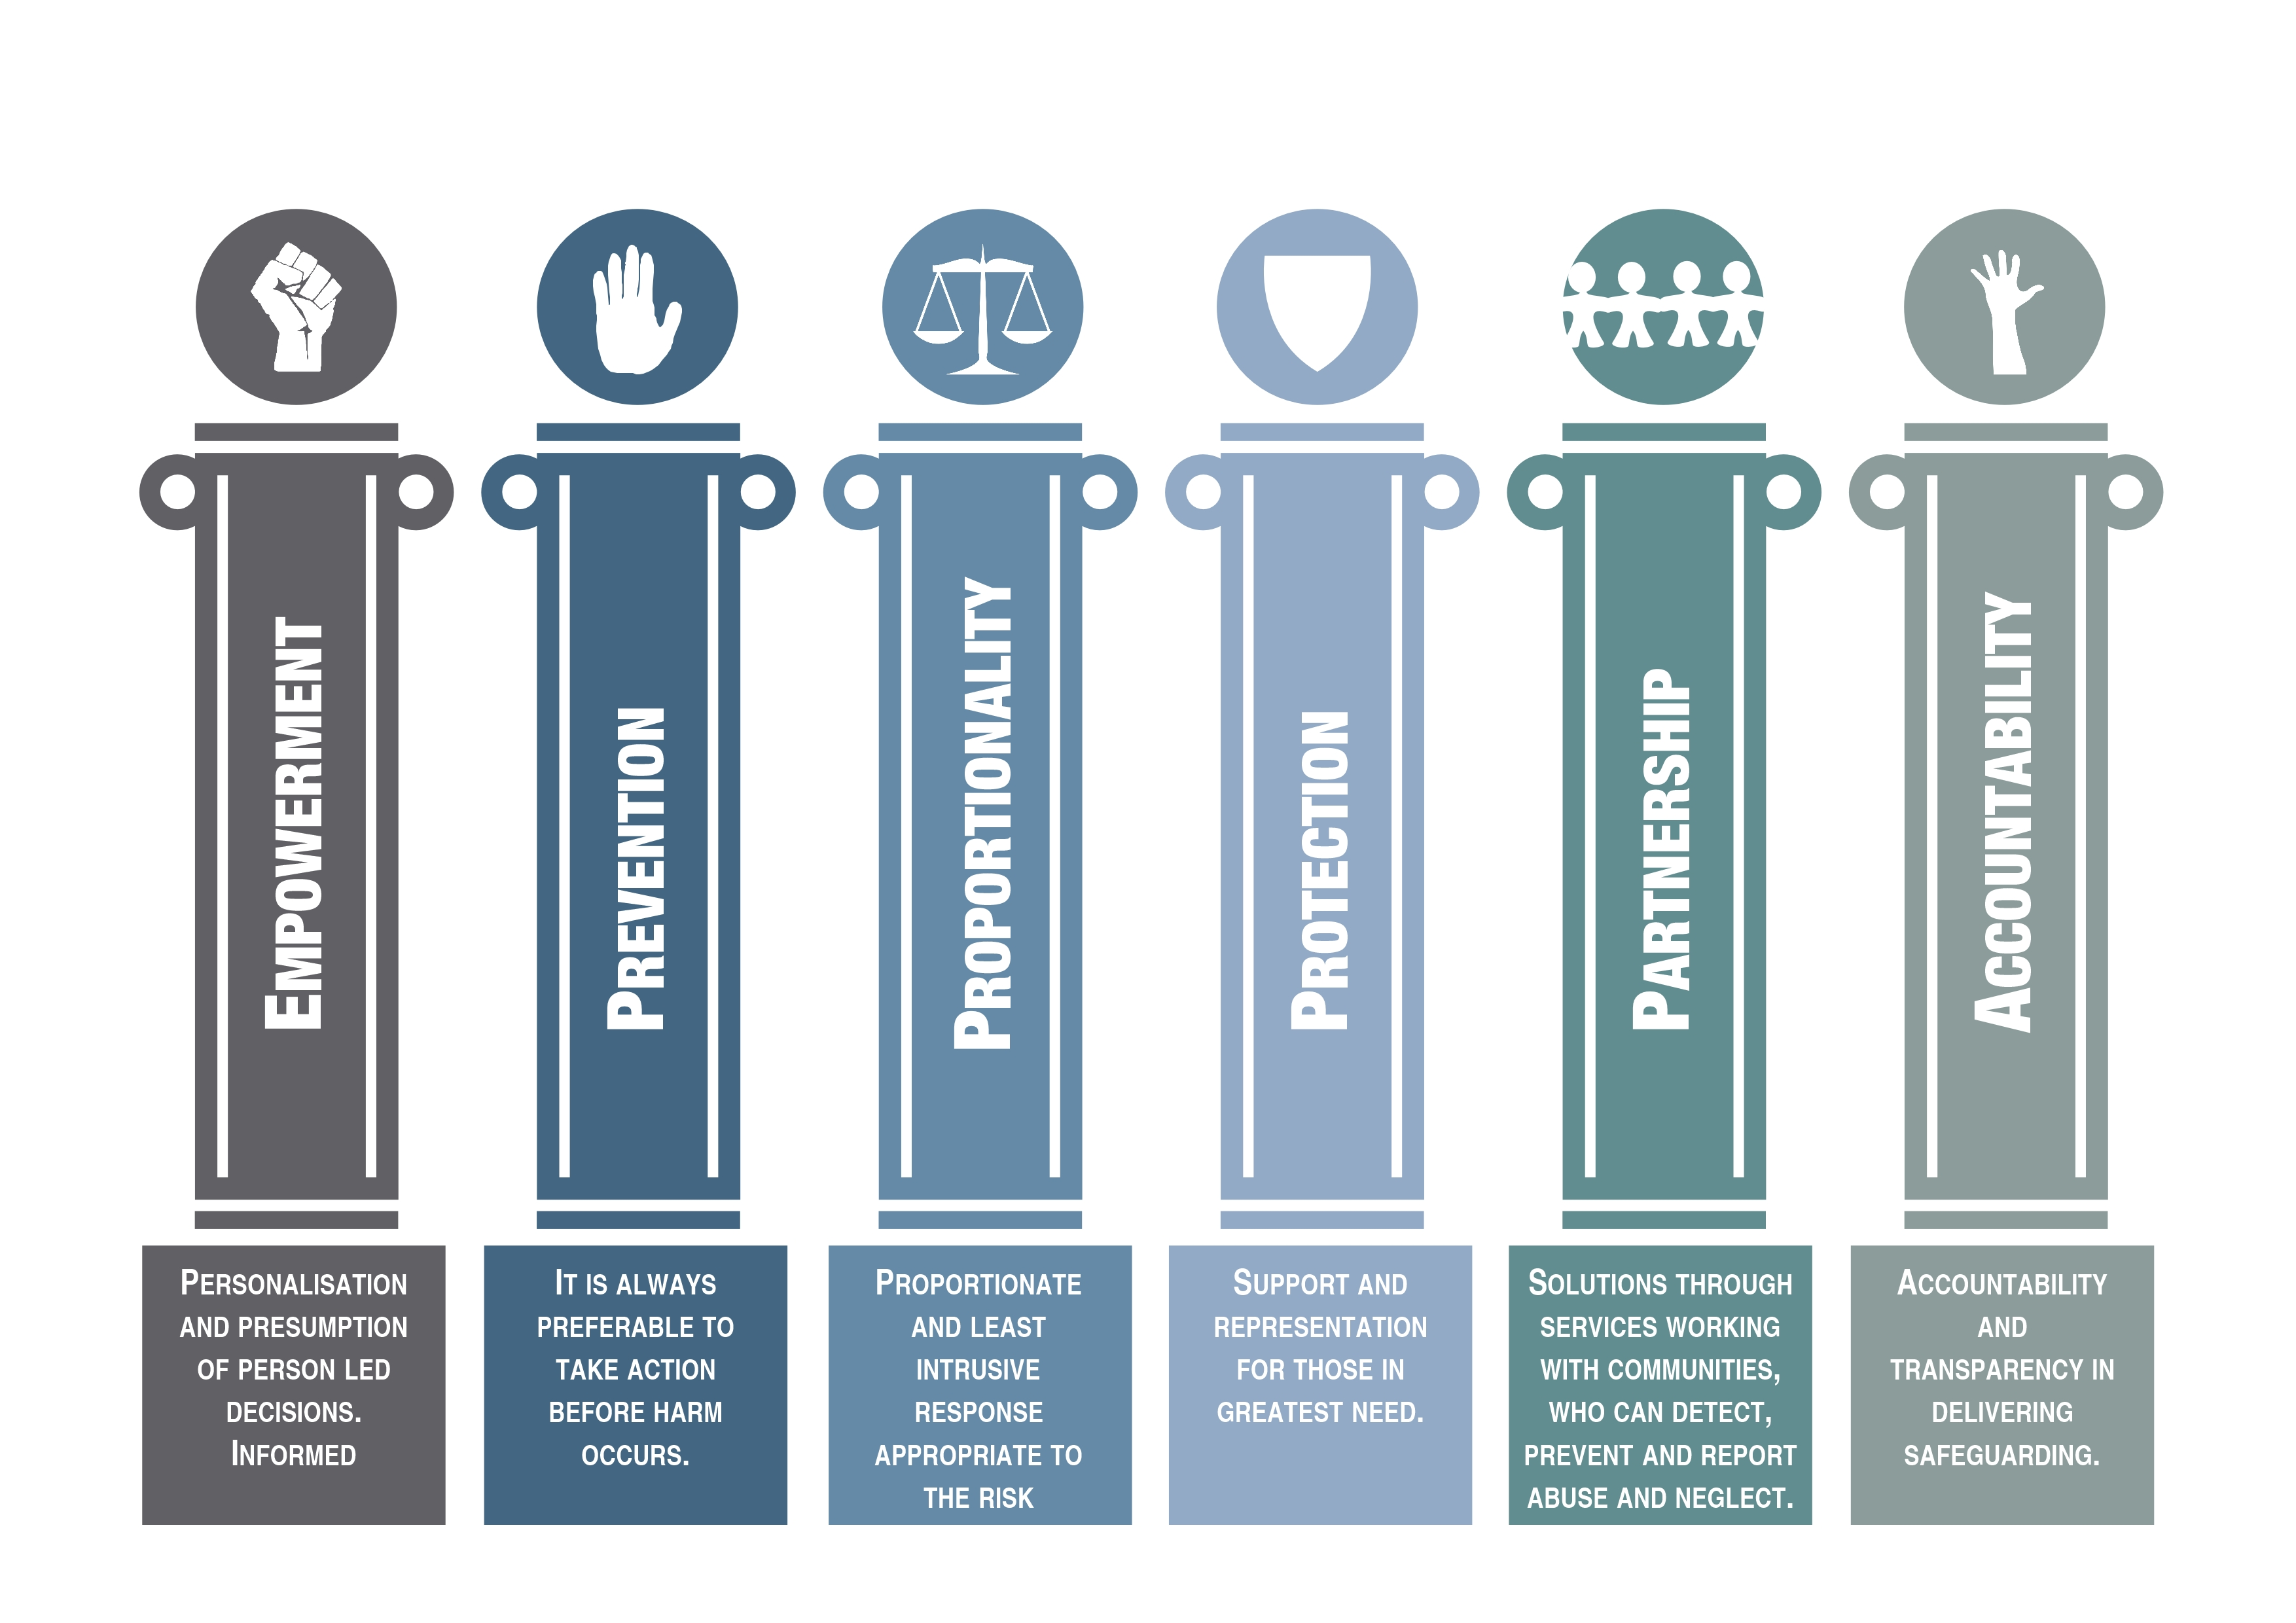 Empowerment
Prevention
Proportionality
Protection
Partnership
Accountability
Personalisation
and presumption
of person led
decisions.
Informed
It is always
preferable to
take action
before harm
occurs.
Proportionate
and least
intrusive
response
appropriate to
the risk
Support and
representation
for those in
greatest need.
Solutions through
services working
with communities,
who can detect,
prevent and report
abuse and neglect.
Accountability
and
transparency in
delivering
safeguarding.